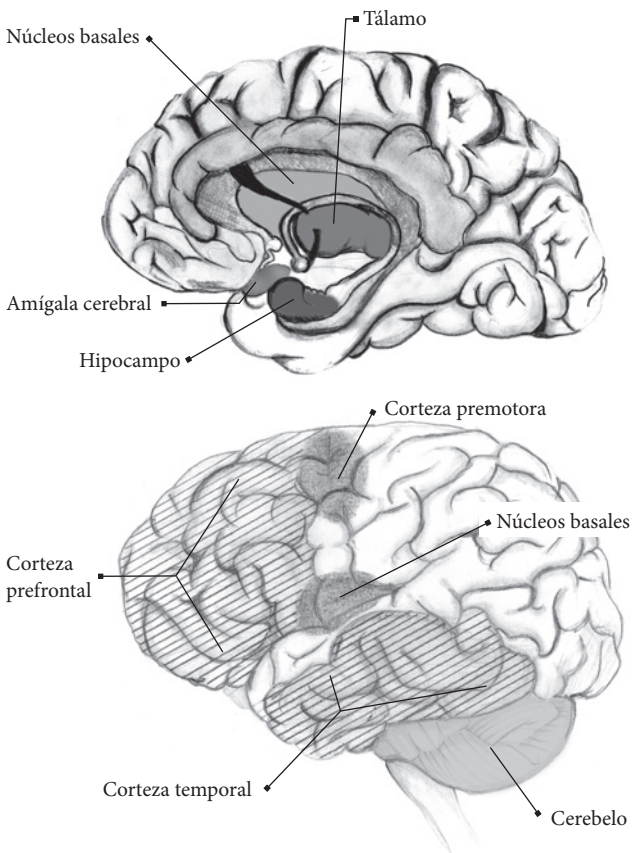 Tálamo
Núcleos basales
Amígala cerebral
Hipocampo
Corteza premotora
Núcleos basales
Corteza
prefrontal
Corteza temporal
Cerebelo